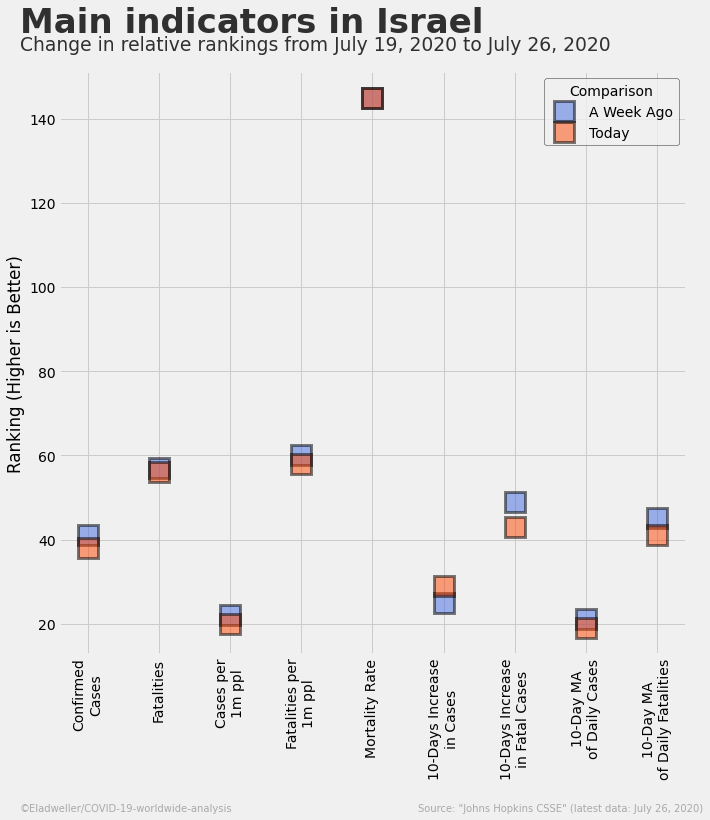 Main indicators in Israel
Change in relative rankings from July 19, 2020 to July 26, 2020
Comparison
A Week Ago
Today
Ranking (Higher is Better)
140
120
100
80
60
40
20
Confirmed
Cases
Fatalities
Cases per
1m ppl
Fatalities per
1m ppl
Mortality Rate
10-Days Increase
in Cases
10-Days Increase
in Fatal Cases
10-Day MA
of Daily Cases
10-Day MA
of Daily Fatalities
©Eladweller/COVID-19-worldwide-analysis
Source: "Johns Hopkins CSSE" (latest data: July 26, 2020)